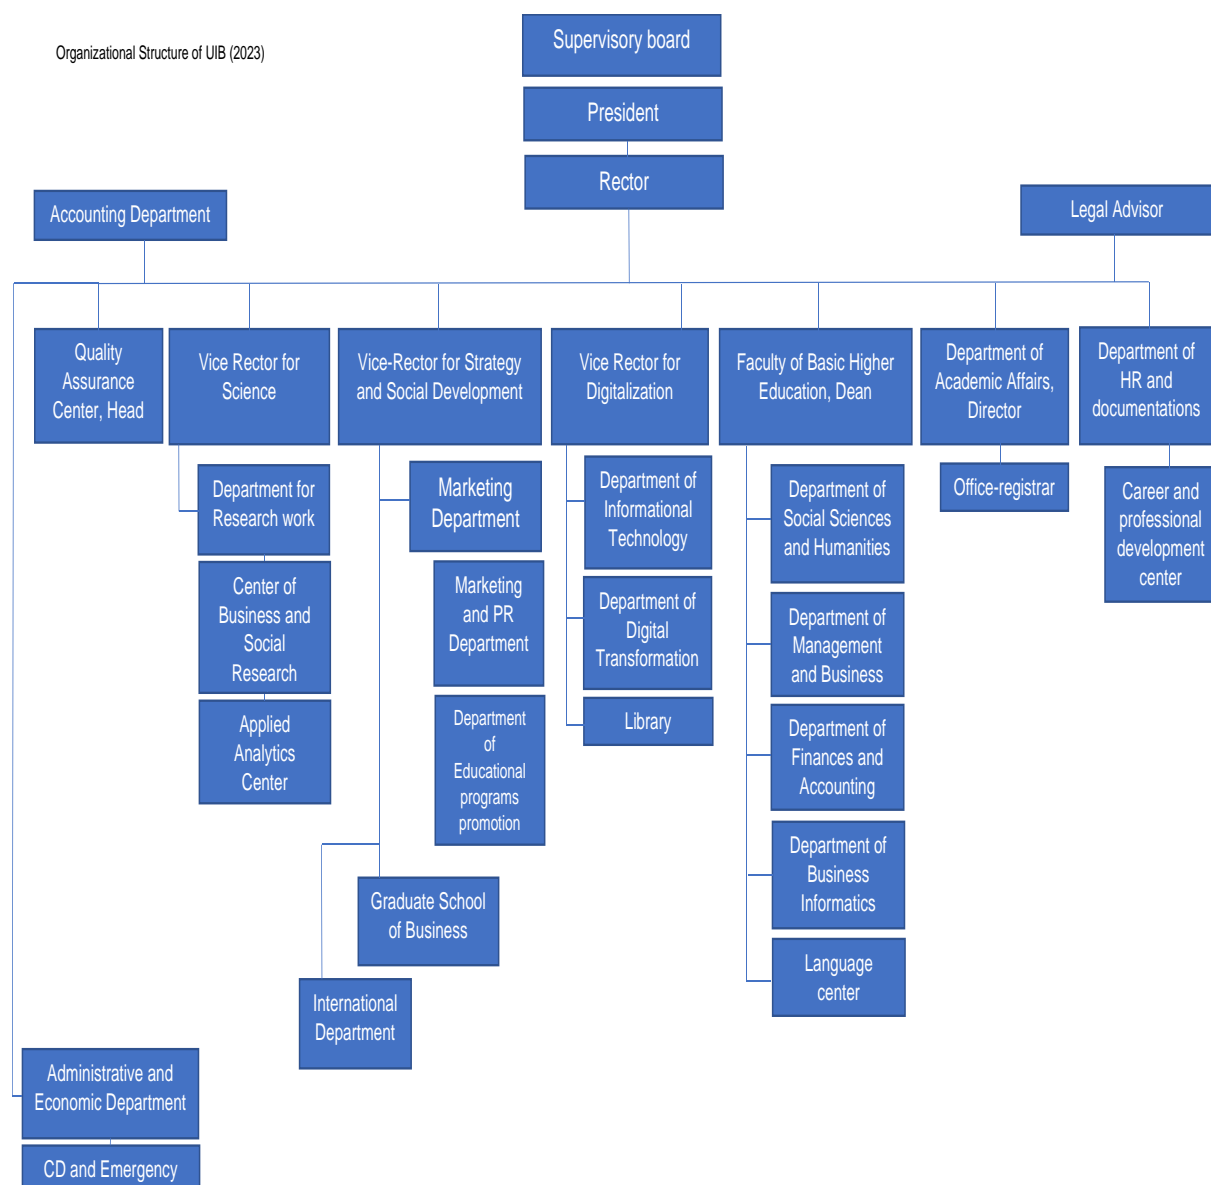 Organizational Structure of UIB (2023)
Supervisory board
President
Rector
Accounting Department
Legal Advisor
Quality
Assurance
Center, Head
Vice Rector for
Science
Vice-Rector for Strategy
and Social Development
Vice Rector for
Digitalization
Faculty of Basic Higher
Education, Dean
Department of
Academic Affairs,
Director
Department of
HR and
documentations
Department for
Research work
Center of
Business and
Social
Research
Applied
Analytics
Center
Marketing
Department
Marketing
and PR
Department
Department
of
Educational
programs
promotion
Graduate School
of Business
International
Department
Department of
Informational
Technology
Department of
Digital
Transformation
Library
Department of
Social Sciences
and Humanities
Department of
Management
and Business
Department of
Finances and
Accounting
Department of
Business
Informatics
Language
center
Office-registrar
Career and
professional
development
center
Administrative and
Economic Department
CD and Emergency